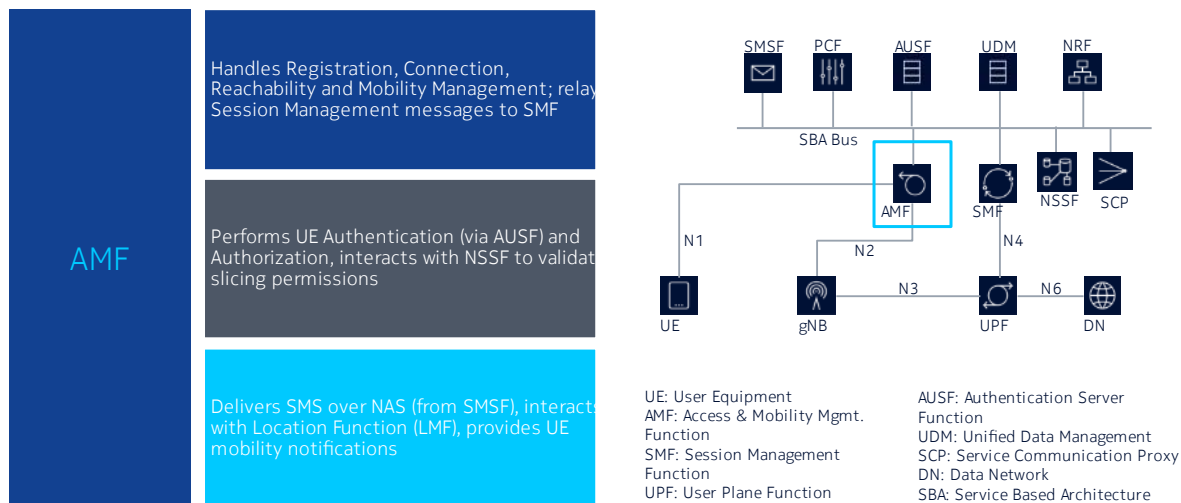 AMF
Handles Registration, Connection,
Reachability and Mobility Management; relay
Session Management messages to SMF
Performs UE Authentication (via AUSF) and
Authorization, interacts with NSSF to validat
slicing permissions
Delivers SMS over NAS (from SMSF), interacts
with Location Function (LMF), provides UE
mobility notifications
SMSF PCF AUSF UDM NRF
SBA Bus
AMF SMF NSSF SCP
N1 N2 N4
N3 N6
UE gNB UPF DN
UE: User Equipment
AMF: Access & Mobility Mgmt.
Function
SMF: Session Management
Function
UPF: User Plane Function
AUSF: Authentication Server
Function
UDM: Unified Data Management
SCP: Service Communication Proxy
DN: Data Network
SBA: Service Based Architecture